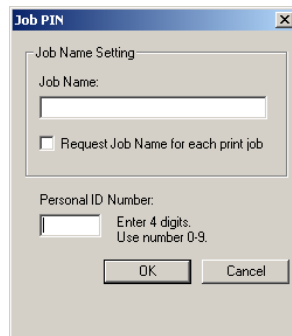 Job PIN
Job Name Setting
Job Name:
Request Job Name for each print job
Personal ID Number:
Enter 4 digits.
Use number 0-9.
OK
Cancel